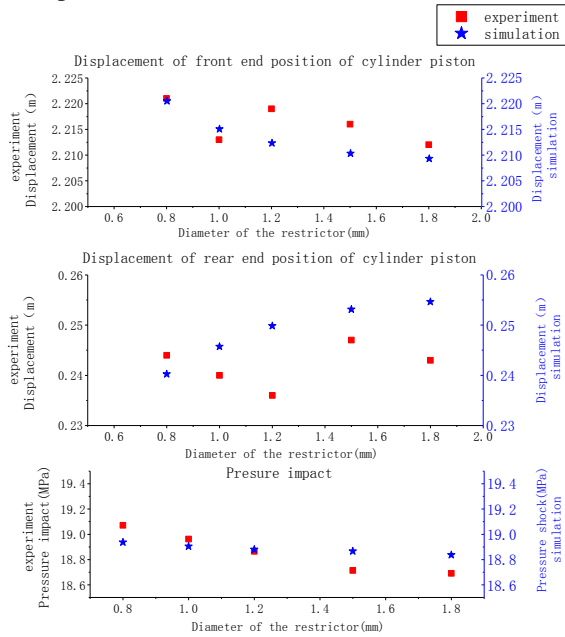 experiment
simulation
Displacement of front end position of cylinder piston
2.225
2.220
2.215
2.210
2.205
2.200
experiment
Displacement (m)
2.225
2.220
2.215
2.210
2.205
2.200
Displacement (m)
simulation
0.6 0.8 1.0 1.2 1.4 1.6 1.8 2.0
Diameter of the restrictor(mm)
Displacement of rear end position of cylinder piston
0.26
0.25
0.24
0.23
experiment
Displacement (m)
0.26
0.25
0.24
0.23
Displacement (m)
simulation
0.6 0.8 1.0 1.2 1.4 1.6 1.8 2.0
Diameter of the restrictor(mm)
Presure impact
19.4
19.2
19.0
18.8
18.6
experiment
Pressure impact(MPa)
19.4
19.2
19.0
18.8
18.6
Pressure shock(MPa)
simulation
0.8 1.0 1.2 1.4 1.6 1.8
Diameter of the restrictor(mm)